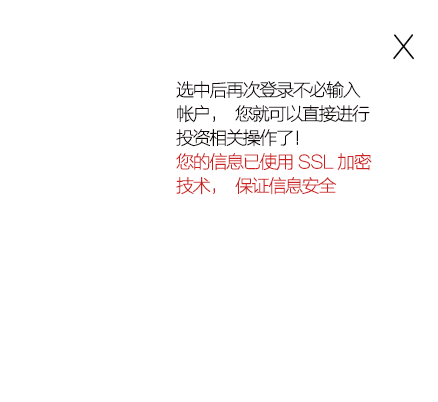 X
选中后再次登录不必输入
帐户， 您就可以直接进行
投资相关操作了！
您的信息已使用 SSL 加密
技术， 保证信息安全